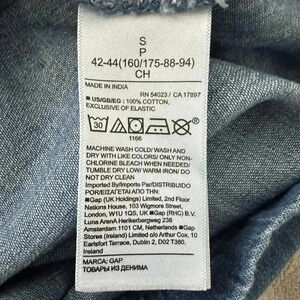 S
P
42-44(160/175-88-94)
CH
MADE IN INDIA
RN 54023 / CA 17897
• US/GB/EG : 100% COTTON,
EXCLUSIVE OF ELASTIC
30
1166
MACHINE WASH COLD/ WASH AND
DRY WITH LIKE COLORS/ ONLY NON-
CHLORINE BLEACH WHEN NEEDED/
TUMBLE DRY LOW/ WARM IRON/ DO
NOT DRY CLEAN
Imported By/Importer Par/DISTRIBUIDO
POR/ΕΙΣΑΓΕΤΑΙ ΑΠΟ ΤΗΝ:
■Gap (UK Holdings) Limited, 2nd Floor
Nations House, 103 Wigmore Street,
London, W1U 1QS, UK ■Gap (RHC) B.V.
Luna ArenA Herikerbergweg 238
Amsterdam 1101 CM, Netherlands ■Gap
Stores (Ireland) Limited c/o Arthur Cox, 10
Earlsfort Terrace, Dublin 2, D02 T380,
Ireland
MARCA: GAP
ТОВАРЫ ИЗ ДЕНИМА